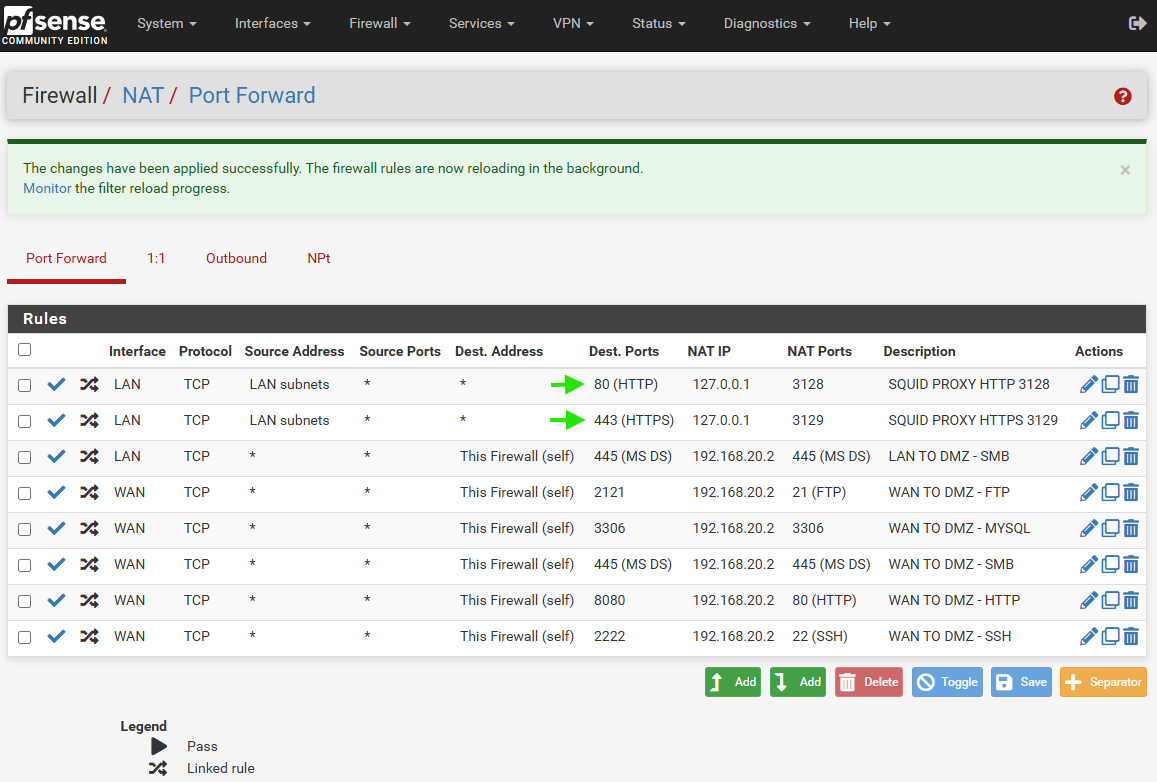 pfsense
COMMUNITY EDITION
System Interfaces Firewall Services VPN Status Diagnostics Help
Firewall / NAT / Port Forward
The changes have been applied successfully. The firewall rules are now reloading in the background.
Monitor the filter reload progress.
Port Forward 1:1 Outbound NPt
Rules
Interface Protocol Source Address Source Ports Dest. Address Dest. Ports NAT IP NAT Ports Description Actions
LAN TCP LAN subnets * * 80 (HTTP) 127.0.0.1 3128 SQUID PROXY HTTP 3128
LAN TCP LAN subnets * * 443 (HTTPS) 127.0.0.1 3129 SQUID PROXY HTTPS 3129
LAN TCP * * This Firewall (self) 445 (MS DS) 192.168.20.2 445 (MS DS) LAN TO DMZ - SMB
WAN TCP * * This Firewall (self) 2121 192.168.20.2 21 (FTP) WAN TO DMZ - FTP
WAN TCP * * This Firewall (self) 3306 192.168.20.2 3306 WAN TO DMZ - MYSQL
WAN TCP * * This Firewall (self) 445 (MS DS) 192.168.20.2 445 (MS DS) WAN TO DMZ - SMB
WAN TCP * * This Firewall (self) 8080 192.168.20.2 80 (HTTP) WAN TO DMZ - HTTP
WAN TCP * * This Firewall (self) 2222 192.168.20.2 22 (SSH) WAN TO DMZ - SSH
Add Add Delete Toggle Save Separator
Legend
Pass
Linked rule